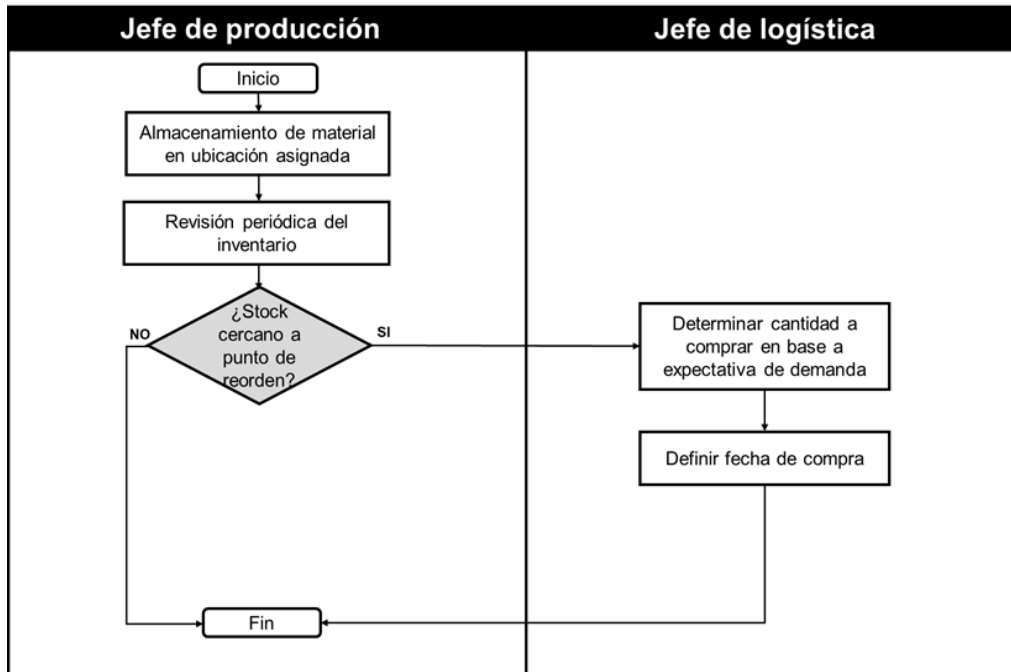 Jefe de producción
Jefe de logística
Inicio
Almacenamiento de material
en ubicación asignada
Revisión periódica del
inventario
¿Stock
cercano a
punto de
reorden?
NO
SI
Determinar cantidad a
comprar en base a
expectativa de demanda
Definir fecha de compra
Fin